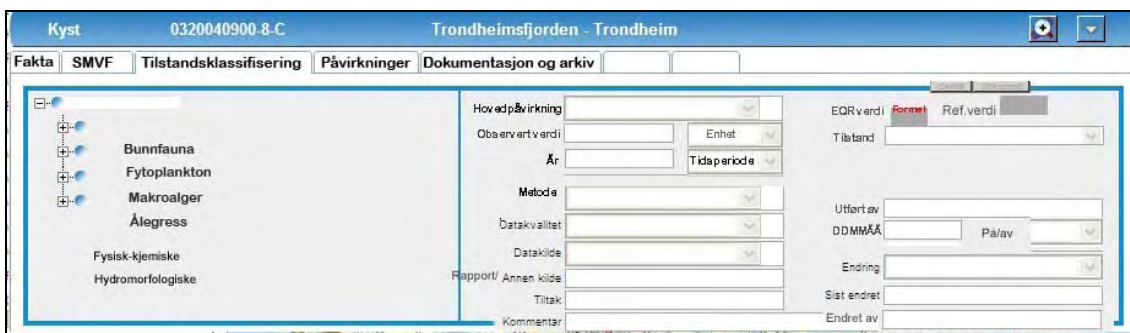 Kyst 0320040900-8-C Trondheimsfjorden - Trondheim
Fakta SMVF Tilstandsklassifisering Påvirkninger Dokumentasjon og arkiv
Bunnfauna
Fytoplankton
Makroalger
Ålegress
Fysisk-kjemiske
Hydromorfologiske
Hovedpåvirkning
Observert verdi Enhet
År Tidsperiode
Metode
Datakvalitet
Datakilde
Rapport/ Annen kilde
Tiltak
Kommentar
EQR verdi Formel Ref.verdi
Tilstand
Utført av
DDMMÅÅ På/av
Endring
Sist endret
Endret av